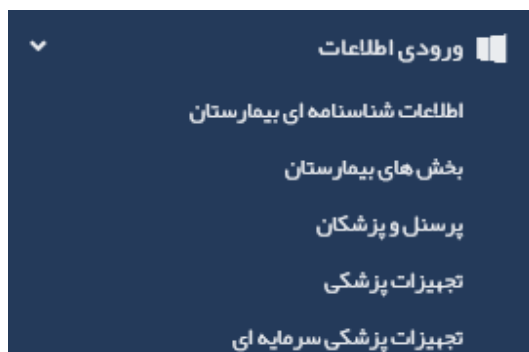 ورودی اطلاعات
اطلاعات شناسنامه ای بیمارستان
بخش های بیمارستان
پرسنل و پزشکان
تجهیزات پزشکی
تجهیزات پزشکی سرمایه ای